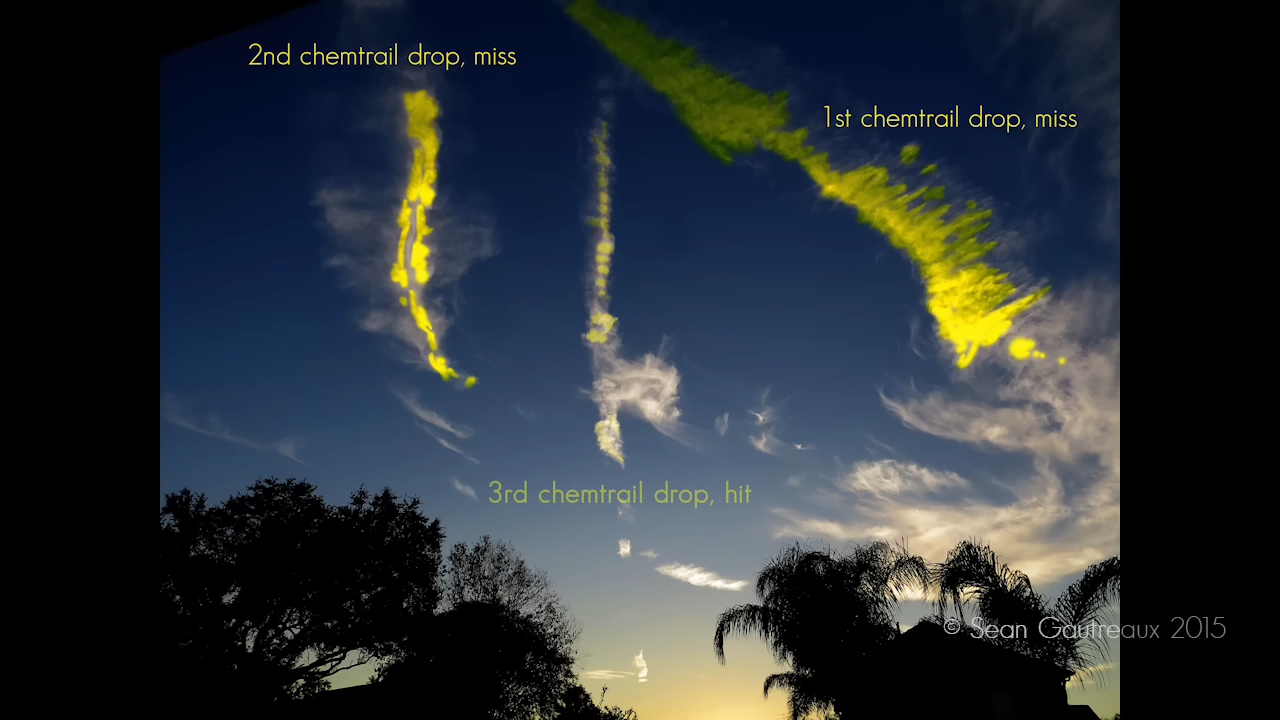 2nd chemtrail drop, miss
1st chemtrail drop, miss
3rd chemtrail drop, hit
© Sean Gautreaux 2015